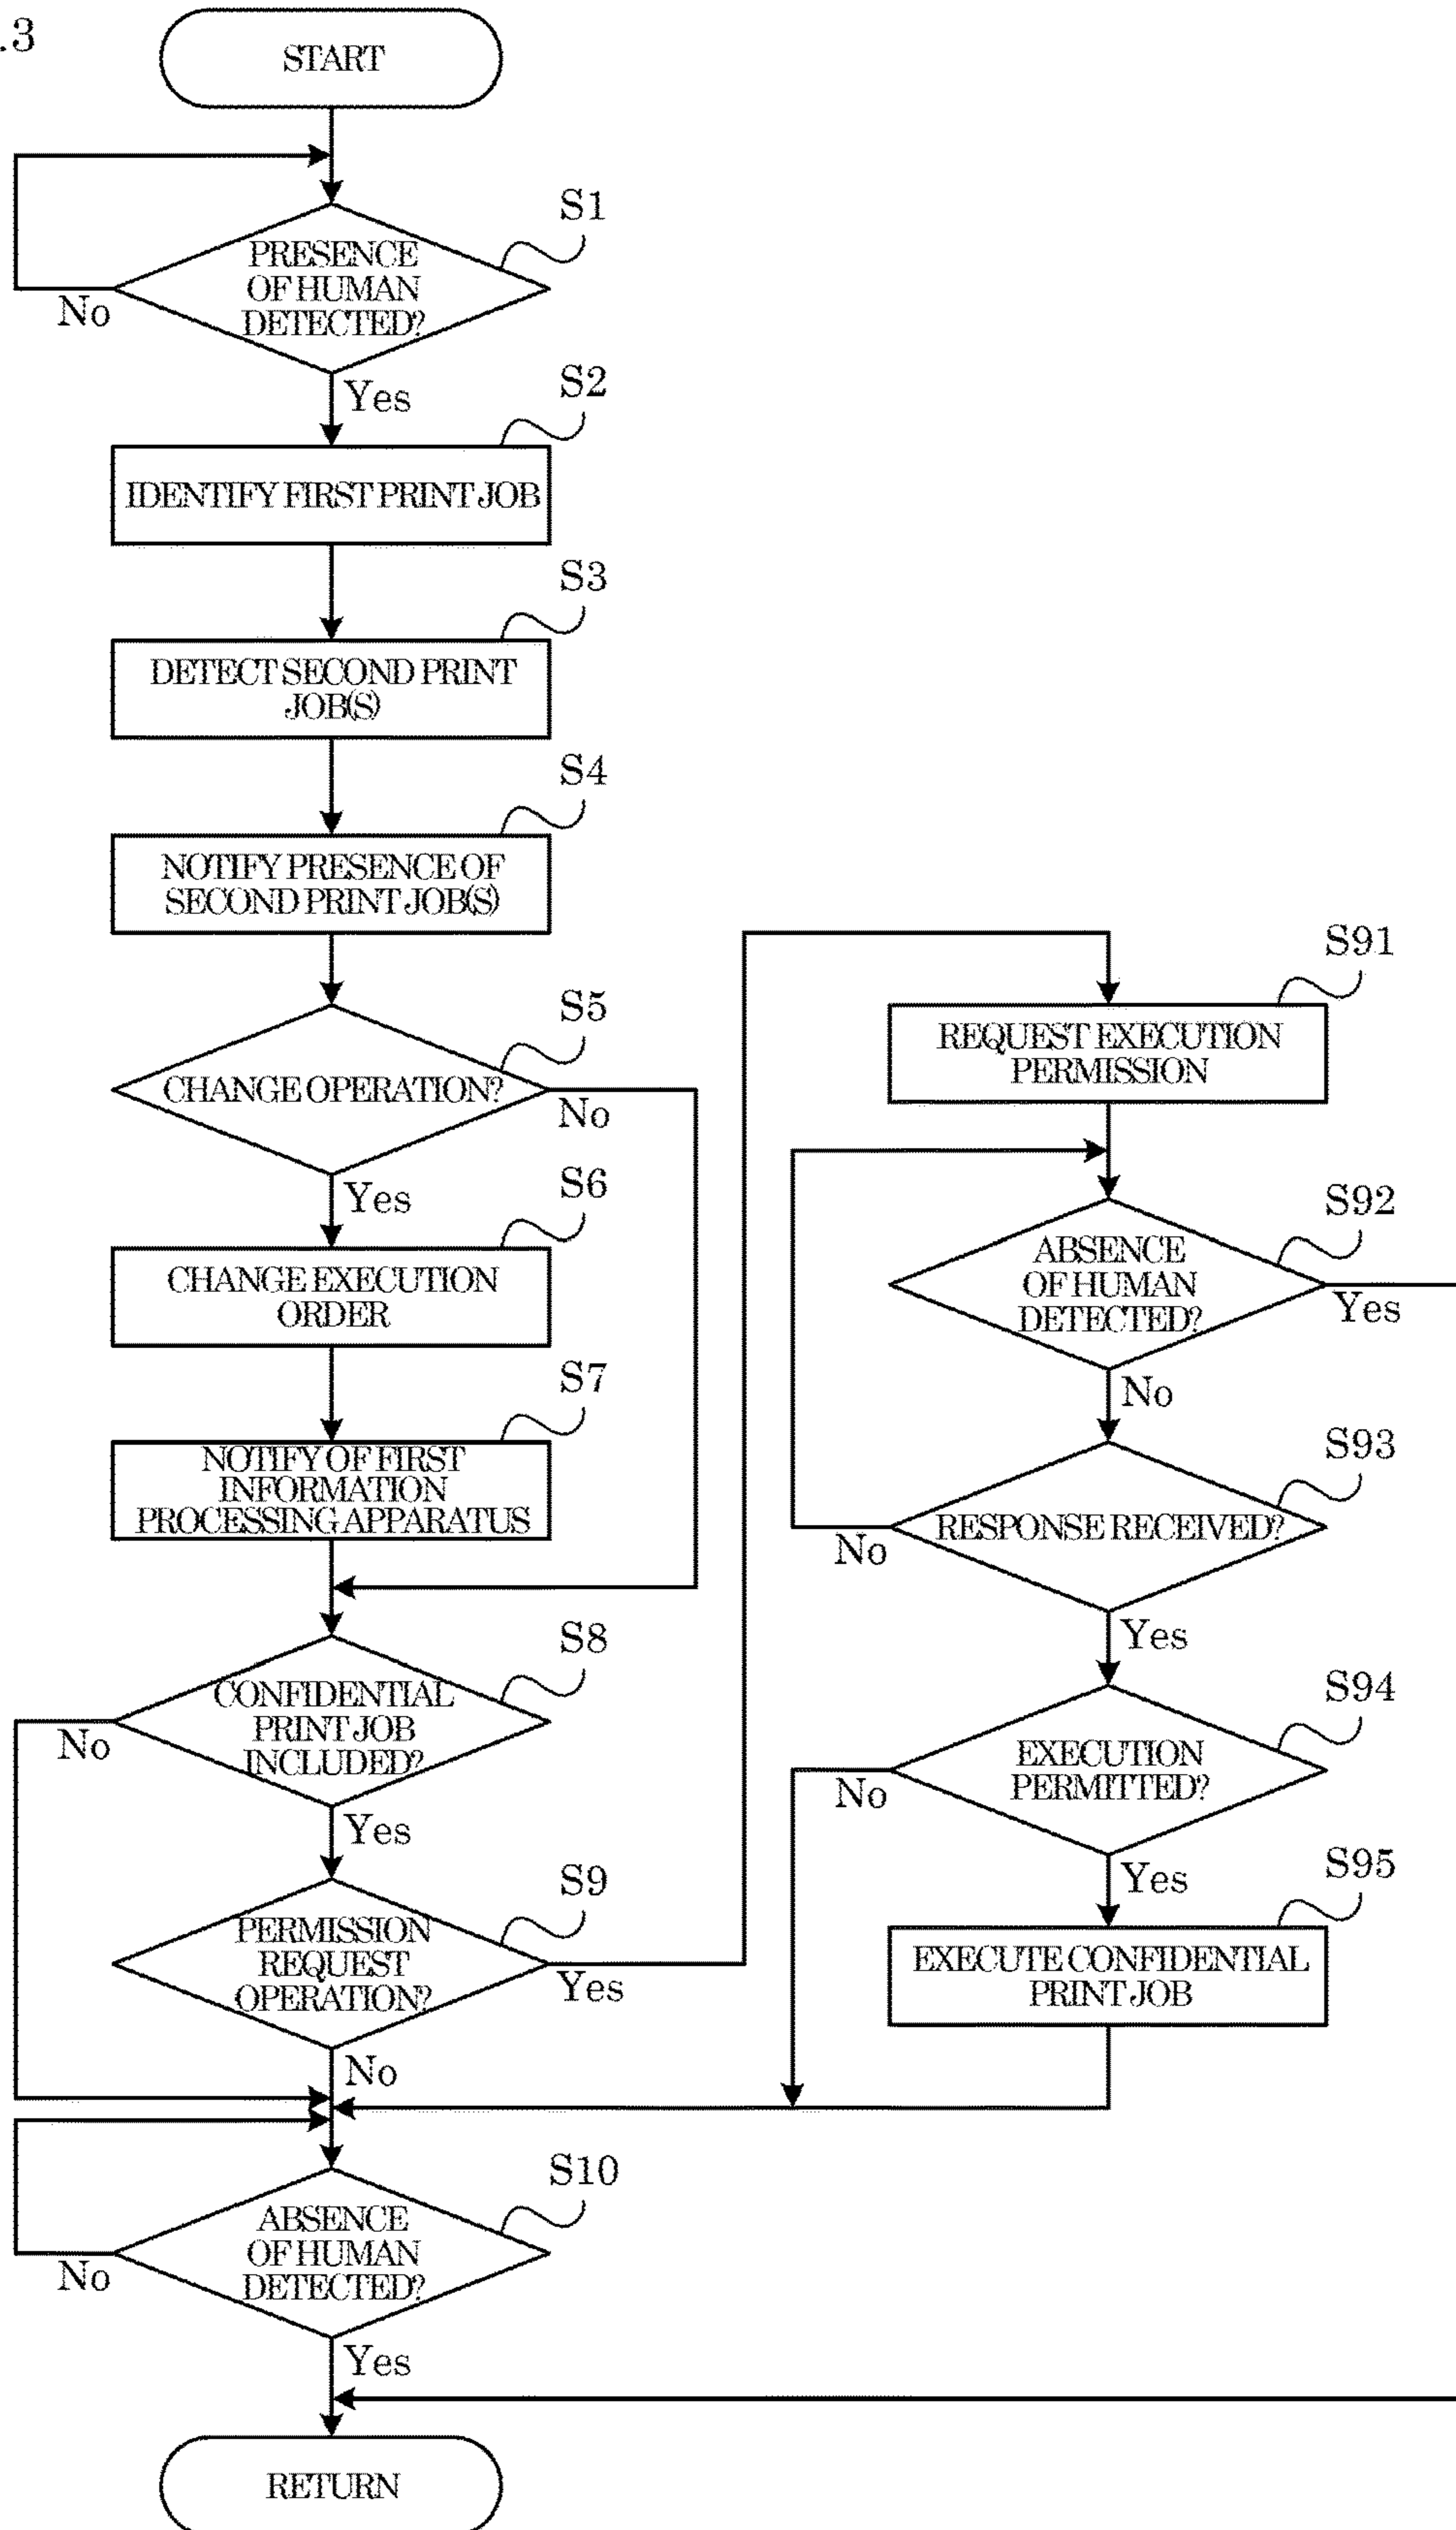 .3
START
S1
PRESENCE
OF HUMAN
DETECTED?
No
Yes
S2
IDENTIFY FIRST PRINT JOB
S3
DETECT SECOND PRINT
JOB(S)
S4
NOTIFY PRESENCE OF
SECOND PRINT JOB(S)
S5
CHANGE OPERATION?
No
Yes
S6
CHANGE EXECUTION
ORDER
S7
NOTIFY OF FIRST
INFORMATION
PROCESSING APPARATUS
S8
CONFIDENTIAL
PRINT JOB
INCLUDED?
No
Yes
S9
PERMISSION
REQUEST
OPERATION?
Yes
No
S91
REQUEST EXECUTION
PERMISSION
S92
ABSENCE
OF HUMAN
DETECTED?
Yes
No
S93
RESPONSE RECEIVED?
No
Yes
S94
EXECUTION
PERMITTED?
No
Yes
S95
EXECUTE CONFIDENTIAL
PRINT JOB
S10
ABSENCE
OF HUMAN
DETECTED?
No
Yes
RETURN